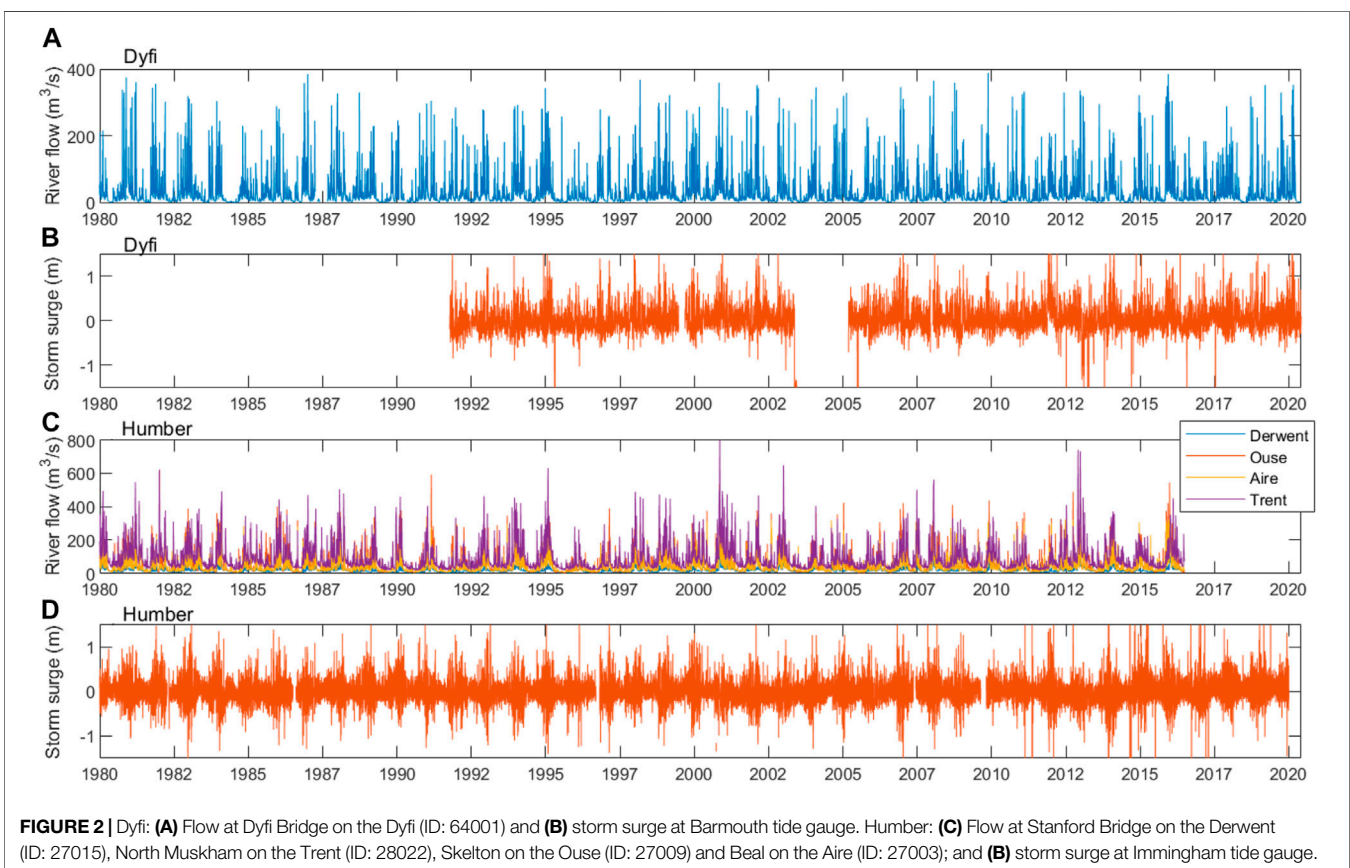 A
Dyfi
River flow (m³/s)
400
200
0
1980 1982 1985 1987 1990 1992 1995 1997 2000 2002 2005 2007 2010 2012 2015 2017 2020
B
Dyfi
Storm surge (m)
1
0
-1
1980 1982 1985 1987 1990 1992 1995 1997 2000 2002 2005 2007 2010 2012 2015 2017 2020
C
Humber
River flow (m³/s)
800
600
400
200
0
Derwent
Ouse
Aire
Trent
1980 1982 1985 1987 1990 1992 1995 1997 2000 2002 2005 2007 2010 2012 2015 2017 2020
D
Humber
Storm surge (m)
1
0
-1
1980 1982 1985 1987 1990 1992 1995 1997 2000 2002 2005 2007 2010 2012 2015 2017 2020
FIGURE 2 | Dyfi: (A) Flow at Dyfi Bridge on the Dyfi (ID: 64001) and (B) storm surge at Barmouth tide gauge. Humber: (C) Flow at Stanford Bridge on the Derwent
(ID: 27015), North Muskham on the Trent (ID: 28022), Skelton on the Ouse (ID: 27009) and Beal on the Aire (ID: 27003); and (B) storm surge at Immingham tide gauge.